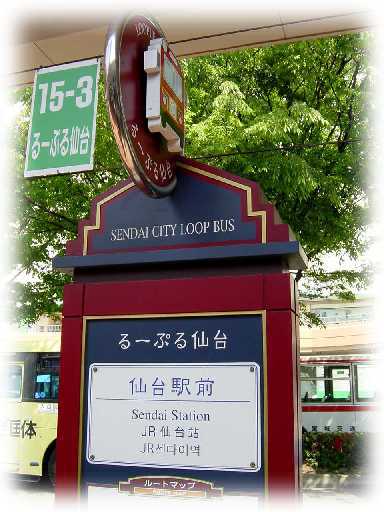 15-3
るーぷる仙台
SENDAI CITY LOOP BUS
るーぷる仙台
仙台駅前
Sendai Station
JR仙台站
JR센다이역
ルートマップ